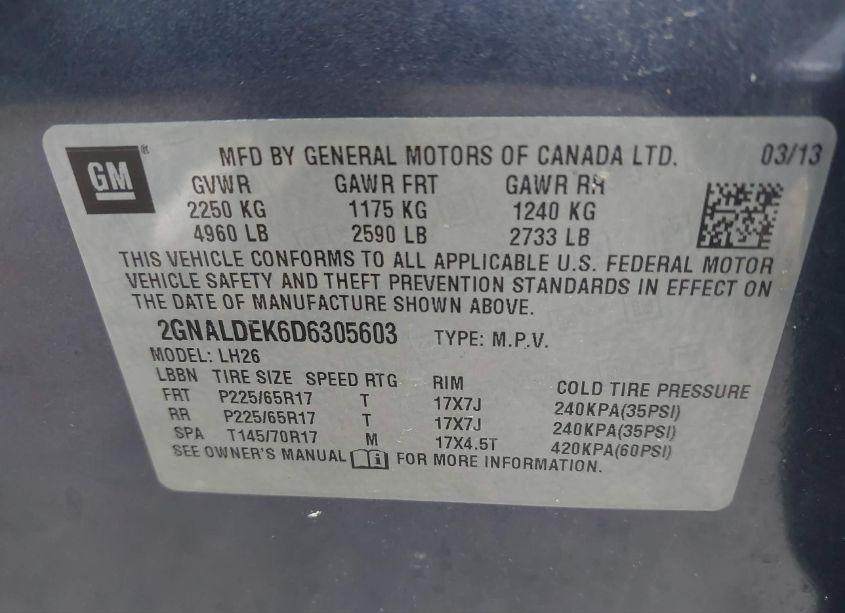 GM ® MFD BY GENERAL MOTORS OF CANADA LTD. 03/13
GVWR GAWR FRT GAWR RR
2250 KG 1175 KG 1240 KG
4960 LB 2590 LB 2733 LB
THIS VEHICLE CONFORMS TO ALL APPLICABLE U.S. FEDERAL MOTOR
VEHICLE SAFETY AND THEFT PREVENTION STANDARDS IN EFFECT ON
THE DATE OF MANUFACTURE SHOWN ABOVE.
2GNALDEK6D6305603 TYPE: M.P.V.
MODEL: LH26
LBBN TIRE SIZE SPEED RTG RIM COLD TIRE PRESSURE
FRT P225/65R17 T 17X7J 240KPA(35PSI)
RR P225/65R17 T 17X7J 240KPA(35PSI)
SPA T145/70R17 M 17X4.5T 420KPA(60PSI)
SEE OWNER'S MANUAL FOR MORE INFORMATION.